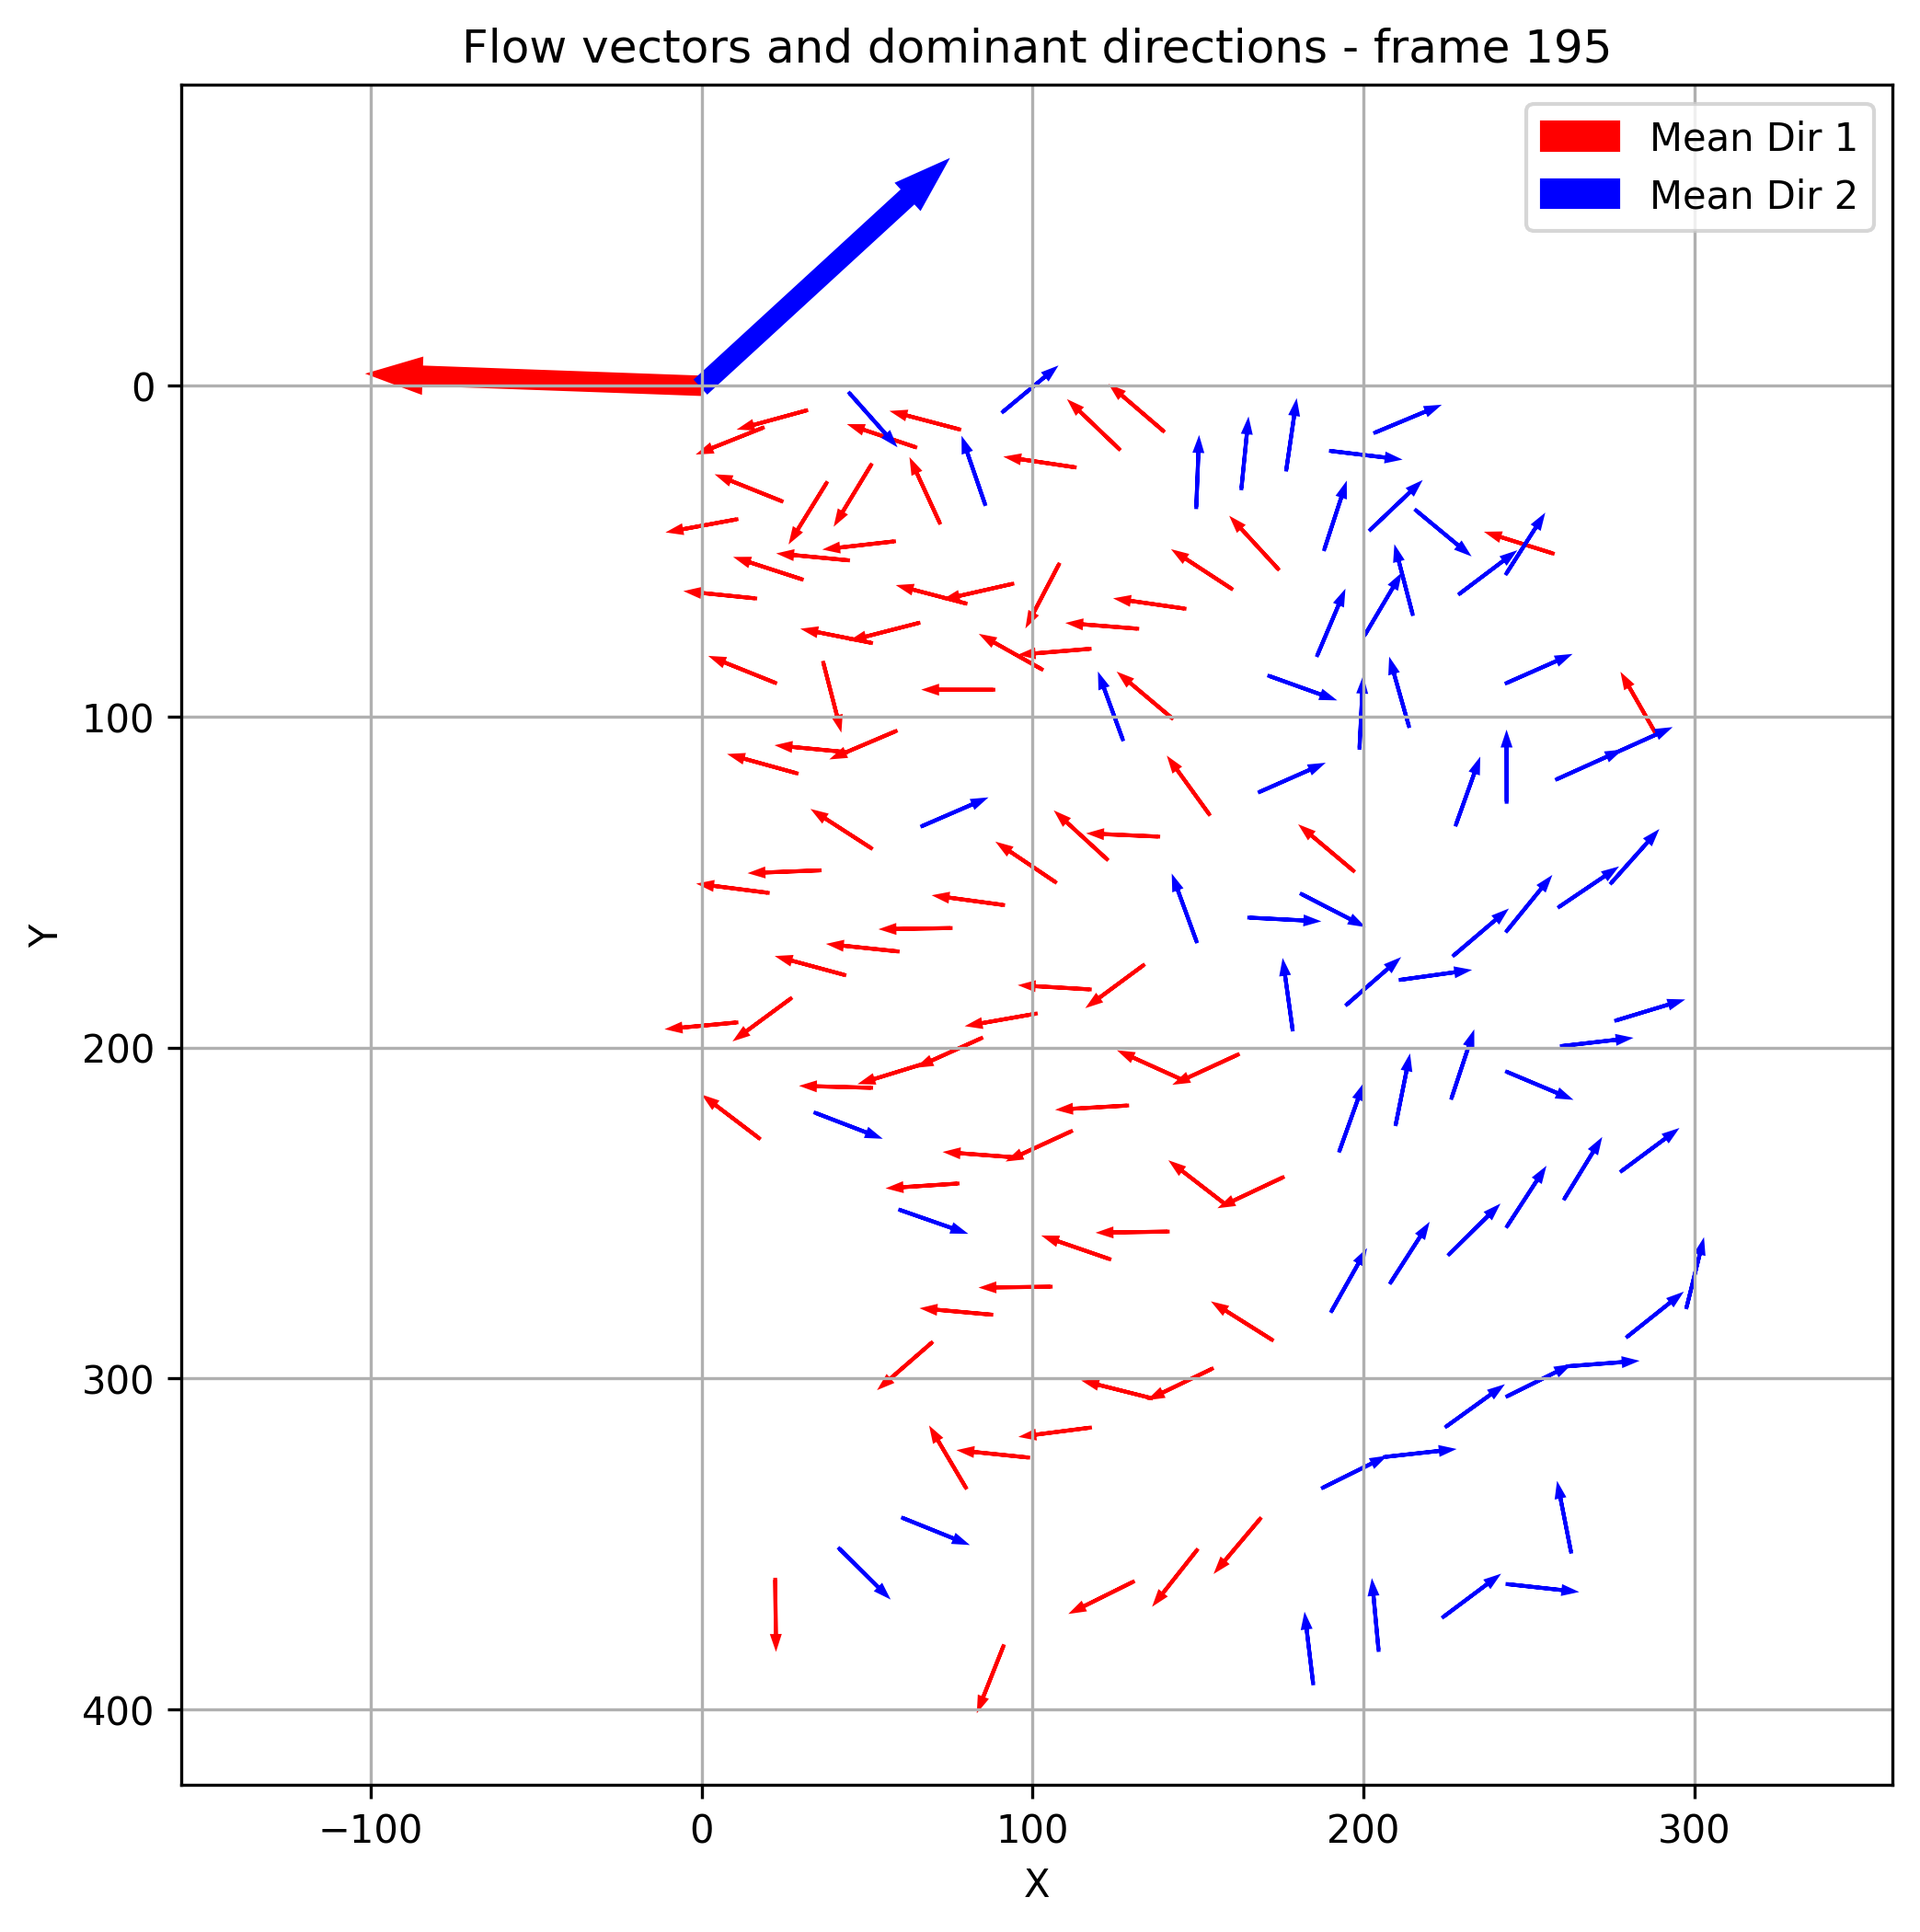 Flow vectors and dominant directions - frame 195
Mean Dir 1
Mean Dir 2
0
100
200
300
400
Y
−100
0
100
200
300
X